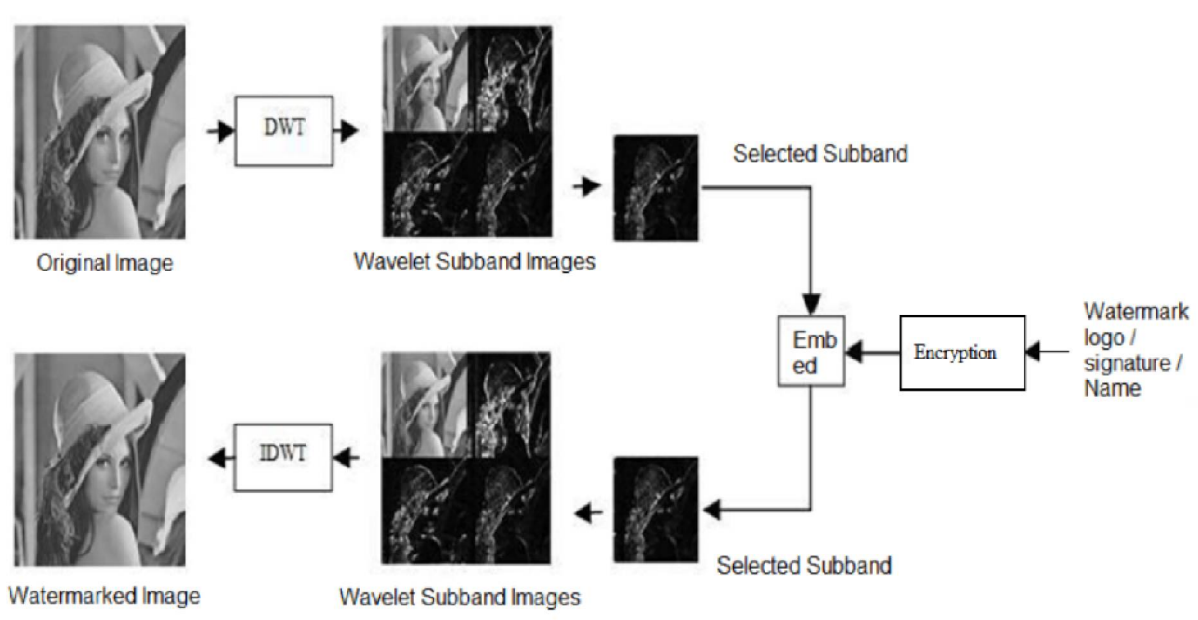 DWT
Selected Subband
Original Image
Wavelet Subband Images
Watermark
logo /
signature /
Name
Emb
ed
Encryption
IDWT
Selected Subband
Watermarked Image
Wavelet Subband Images